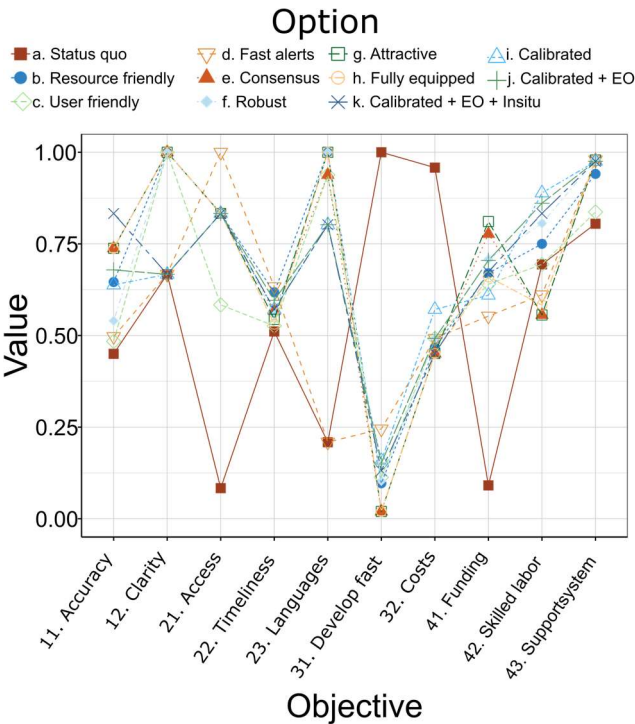 Option
a. Status quo d. Fast alerts g. Attractive i. Calibrated
b. Resource friendly e. Consensus h. Fully equipped j. Calibrated + EO
c. User friendly f. Robust k. Calibrated + EO + Insitu
1.00
0.75
0.50
0.25
0.00
Value
11. Accuracy
12. Clarity
21. Access
22. Timeliness
23. Languages
31. Develop fast
32. Costs
41. Funding
42. Skilled labor
43. Supportsystem
Objective